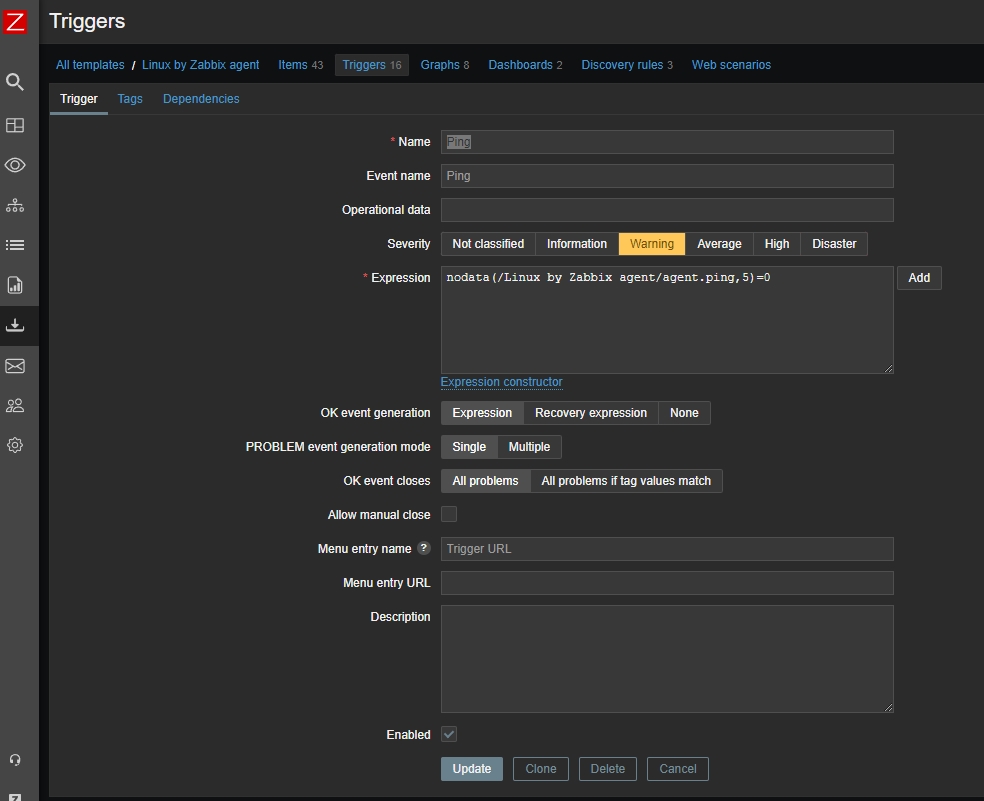 Z
Triggers
All templates / Linux by Zabbix agent Items 43 Triggers 16 Graphs 8 Dashboards 2 Discovery rules 3 Web scenarios
Trigger Tags Dependencies
* Name Ping
Event name Ping
Operational data
Severity Not classified Information Warning Average High Disaster
* Expression nodata(/Linux by Zabbix agent/agent.ping,5)=0 Add
Expression constructor
OK event generation Expression Recovery expression None
PROBLEM event generation mode Single Multiple
OK event closes All problems All problems if tag values match
Allow manual close
Menu entry name ? Trigger URL
Menu entry URL
Description
Enabled
Update Clone Delete Cancel
Z